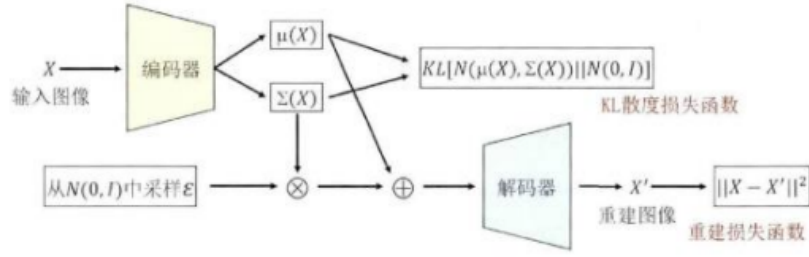 μ(X)
X
输入图像
编码器
Σ(X)
KL[N(μ(X), Σ(X))||N(0, I)]
KL散度损失函数
从N(0, I)中采样ε
⊗
⊕
解码器
X′
重建图像
||X − X′||²
重建损失函数